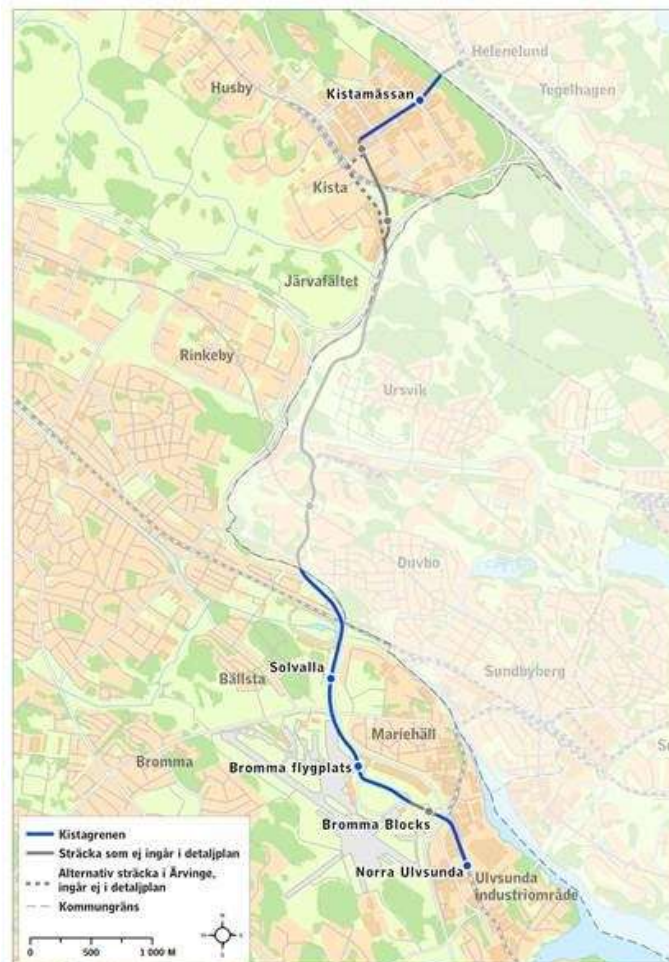 Helenelund
Husby
Kistamässan
Tegelhagen
Kista
Järvafältet
Rinkeby
Ursvik
Duvbo
Solvalla
Sundbyberg
Bällsta
Mariehäll
Bromma
Bromma flygplats
Bromma Blocks
Norra Ulvsunda
Ulvsunda
industriområde
Kistagrenen
Sträcka som ej ingår i detaljplan
Alternativ sträcka i Ärvinge,
ingår ej i detaljplan
Kommungräns
0 500 1 000 M